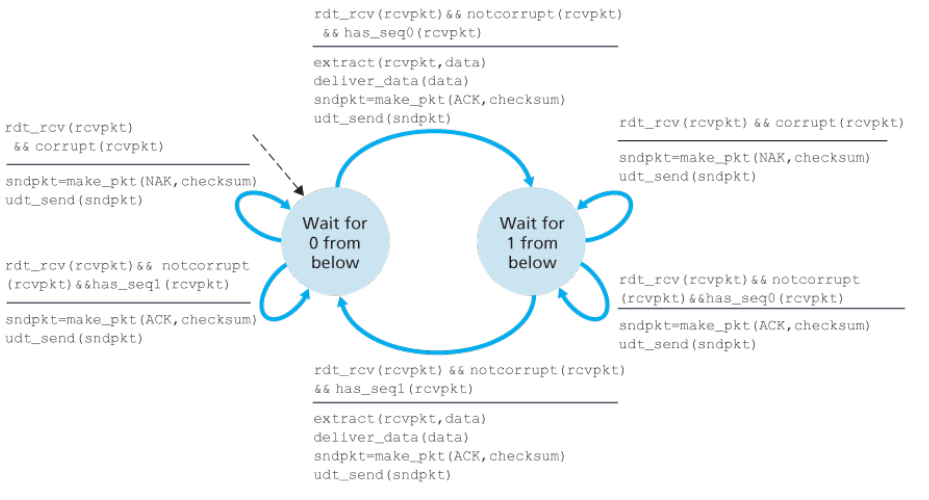 rdt_rcv(rcvpkt)&& notcorrupt(rcvpkt)
&& has_seq0(rcvpkt)
extract(rcvpkt,data)
deliver_data(data)
sndpkt=make_pkt(ACK,checksum)
udt_send(sndpkt)
rdt_rcv(rcvpkt)
&& corrupt(rcvpkt)
sndpkt=make_pkt(NAK,checksum)
udt_send(sndpkt)
rdt_rcv(rcvpkt) && corrupt(rcvpkt)
sndpkt=make_pkt(NAK,checksum)
udt_send(sndpkt)
Wait for
0 from
below
Wait for
1 from
below
rdt_rcv(rcvpkt)&& notcorrupt
(rcvpkt)&&has_seq1(rcvpkt)
sndpkt=make_pkt(ACK,checksum)
udt_send(sndpkt)
rdt_rcv(rcvpkt)&& notcorrupt
(rcvpkt)&&has_seq0(rcvpkt)
sndpkt=make_pkt(ACK,checksum)
udt_send(sndpkt)
rdt_rcv(rcvpkt) && notcorrupt(rcvpkt)
&& has_seq1(rcvpkt)
extract(rcvpkt,data)
deliver_data(data)
sndpkt=make_pkt(ACK,checksum)
udt_send(sndpkt)